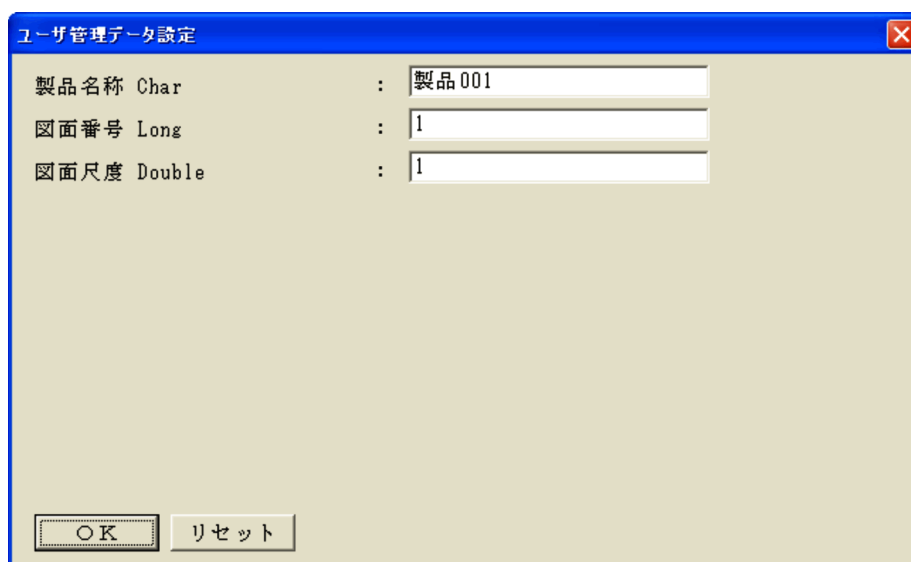 ユーザ管理データ設定
製品名称 Char : 製品001
図面番号 Long : 1
図面尺度 Double : 1
OK リセット